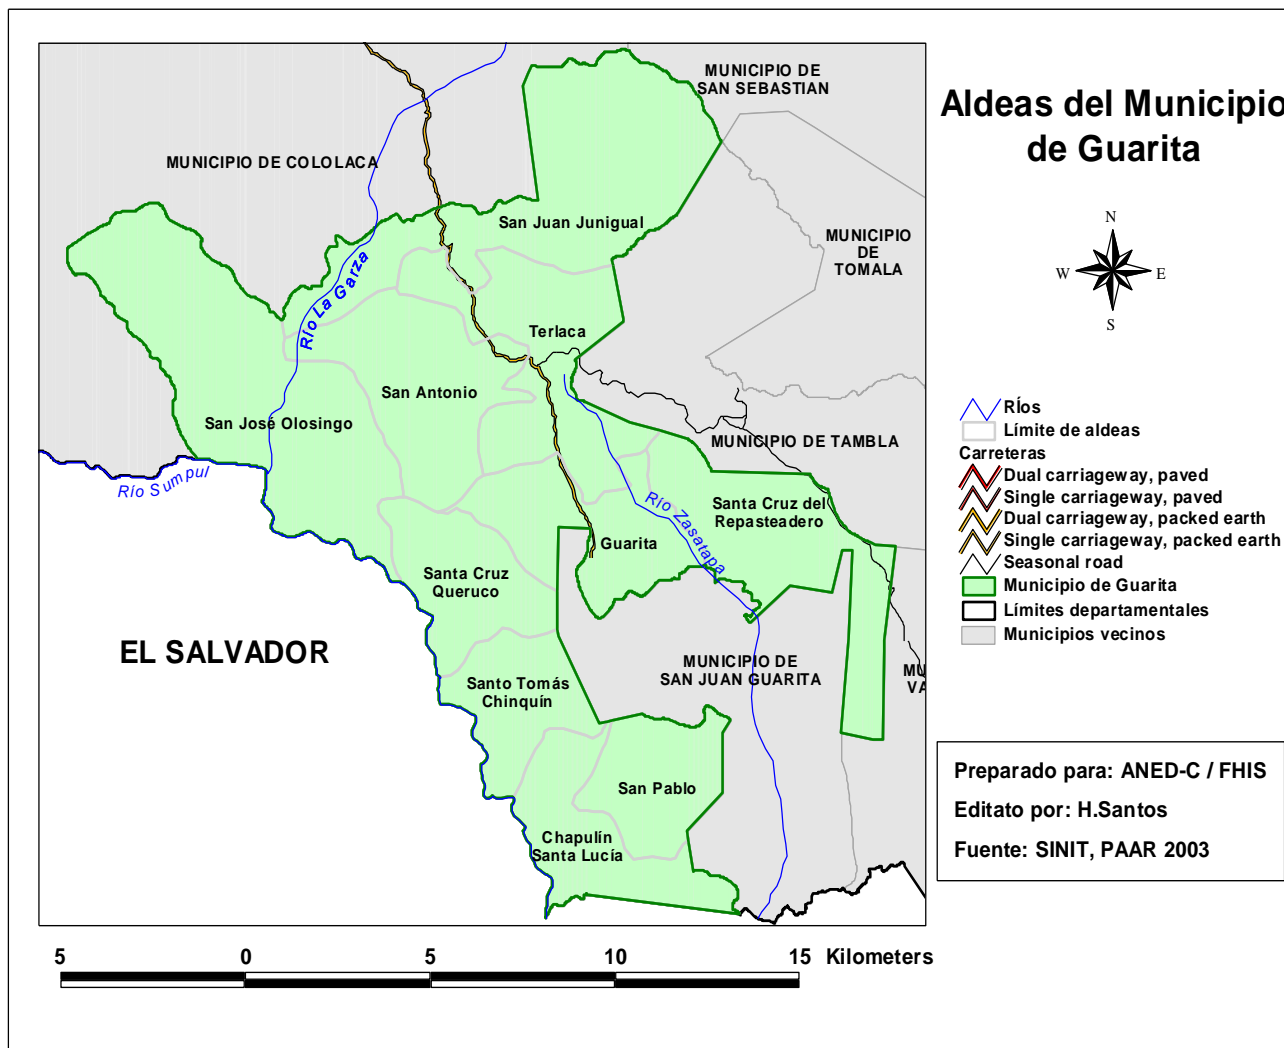 Aldeas del Municipio
de Guarita
MUNICIPIO DE
SAN SEBASTIAN
MUNICIPIO DE COLOLACA
San Juan Junigual
MUNICIPIO
DE
TOMALA
Río La Garza
Terlaca
San Antonio
San José Olosingo
MUNICIPIO DE TAMBLA
Río Sumpul
Río Zasatapa
Santa Cruz del
Repasteadero
Guarita
Santa Cruz
Queruco
EL SALVADOR
MUNICIPIO DE
SAN JUAN GUARITA
MU
VA
Santo Tomás
Chinquín
San Pablo
Chapulín
Santa Lucía
N
W
E
S
Ríos
Límite de aldeas
Carreteras
Dual carriageway, paved
Single carriageway, paved
Dual carriageway, packed earth
Single carriageway, packed earth
Seasonal road
Municipio de Guarita
Límites departamentales
Municipios vecinos
Preparado para: ANED-C / FHIS
Editato por: H.Santos
Fuente: SINIT, PAAR 2003
5 0 5 10 15 Kilometers